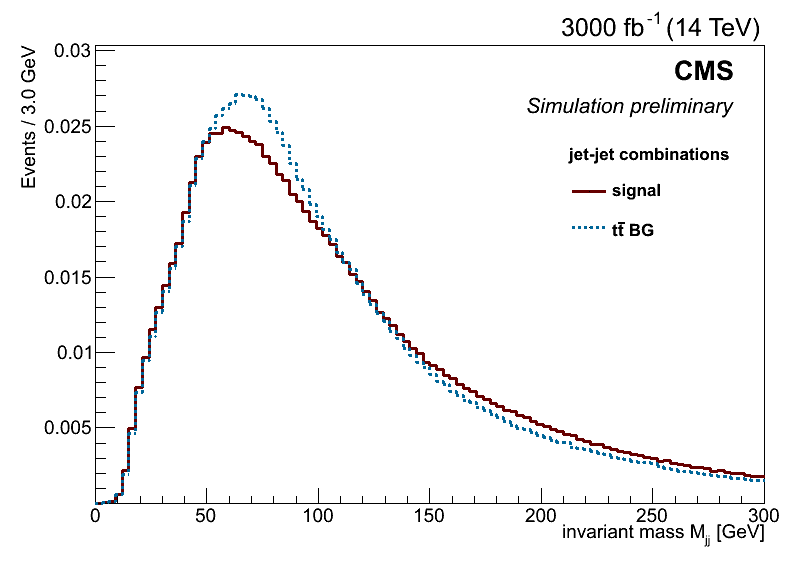 3000 fb⁻¹ (14 TeV)
Events / 3.0 GeV
CMS
Simulation preliminary
jet-jet combinations
signal
tt̄ BG
0.03
0.025
0.02
0.015
0.01
0.005
0 50 100 150 200 250 300
invariant mass Mjj [GeV]